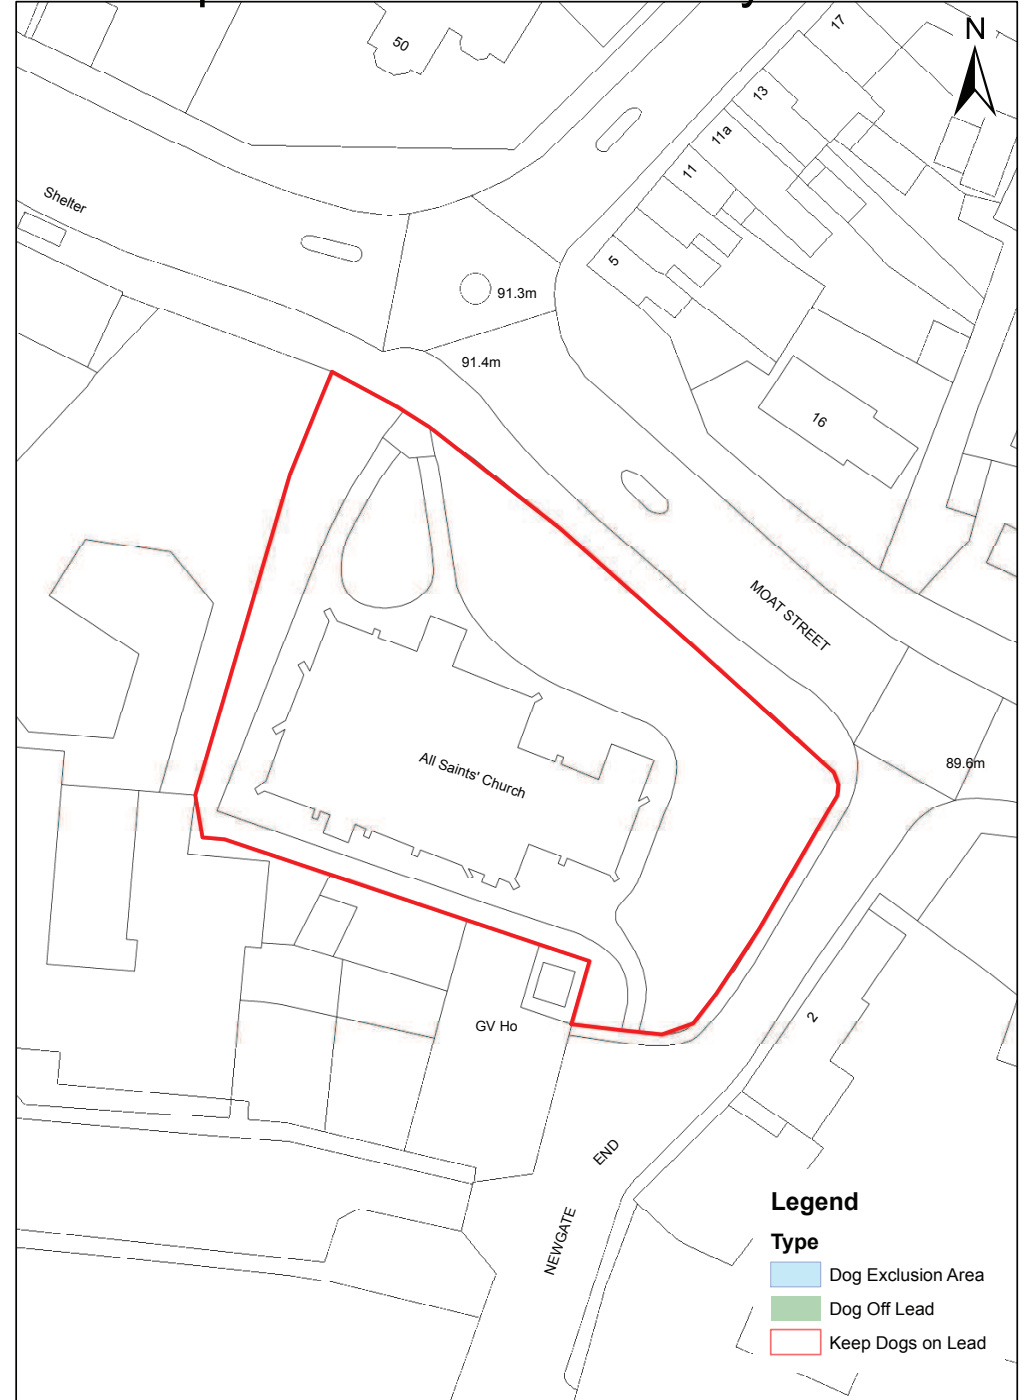 N
50
17
13
11a
11
5
Shelter
91.3m
91.4m
16
MOAT STREET
All Saints' Church
89.6m
GV Ho
2
NEWGATE END
Legend
Type
Dog Exclusion Area
Dog Off Lead
Keep Dogs on Lead